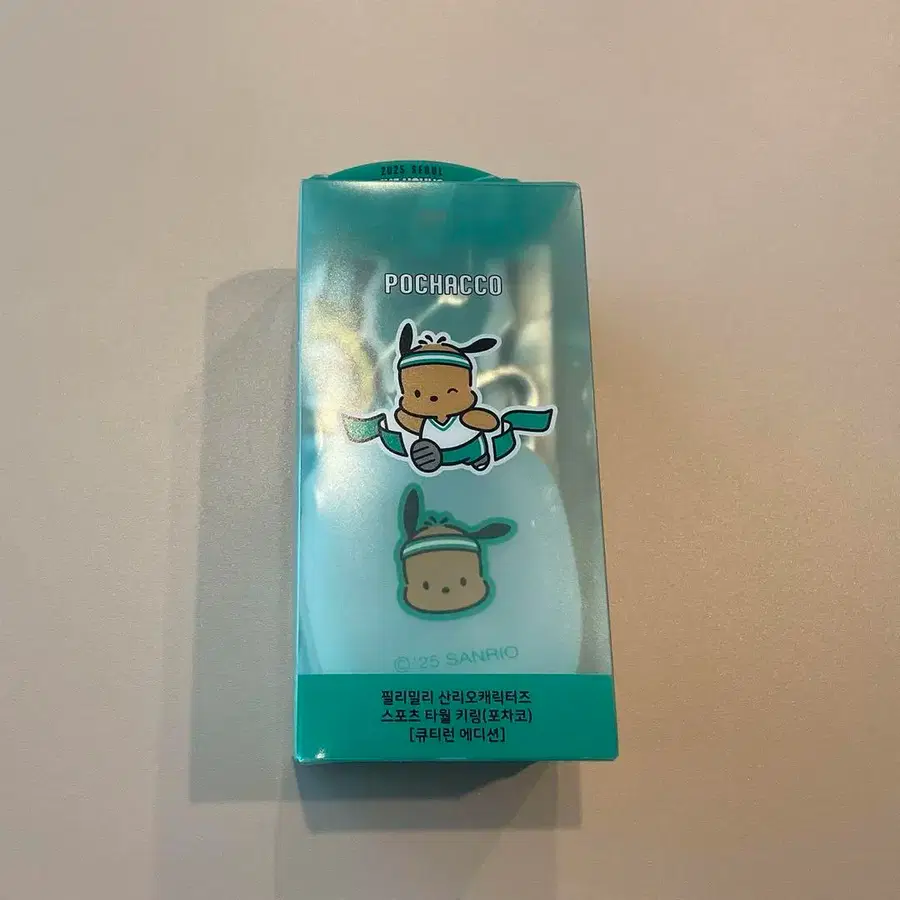 2025 SEOUL
POCHACCO
© '25 SANRIO
필리밀리 산리오캐릭터즈
스포츠 타월 키링(포차코)
[큐티런 에디션]